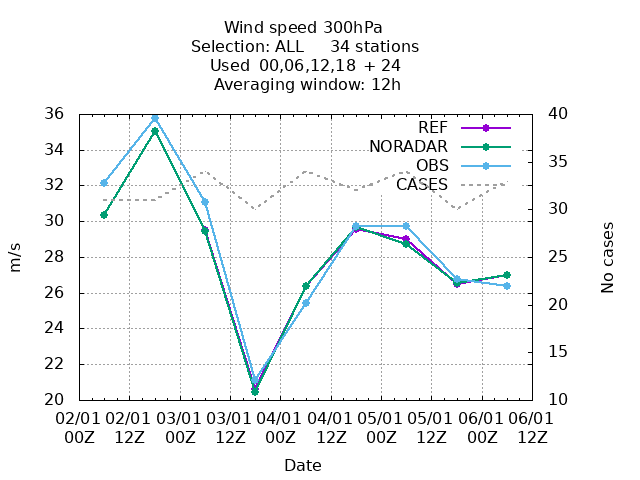 Wind speed 300hPa
Selection: ALL 34 stations
Used 00,06,12,18 + 24
Averaging window: 12h
REF
NORADAR
OBS
CASES
36
34
32
30
28
26
24
22
20
m/s
40
35
30
25
20
15
10
No cases
02/01 02/01 03/01 03/01 04/01 04/01 05/01 05/01 06/01 06/01
00Z 12Z 00Z 12Z 00Z 12Z 00Z 12Z 00Z 12Z
Date